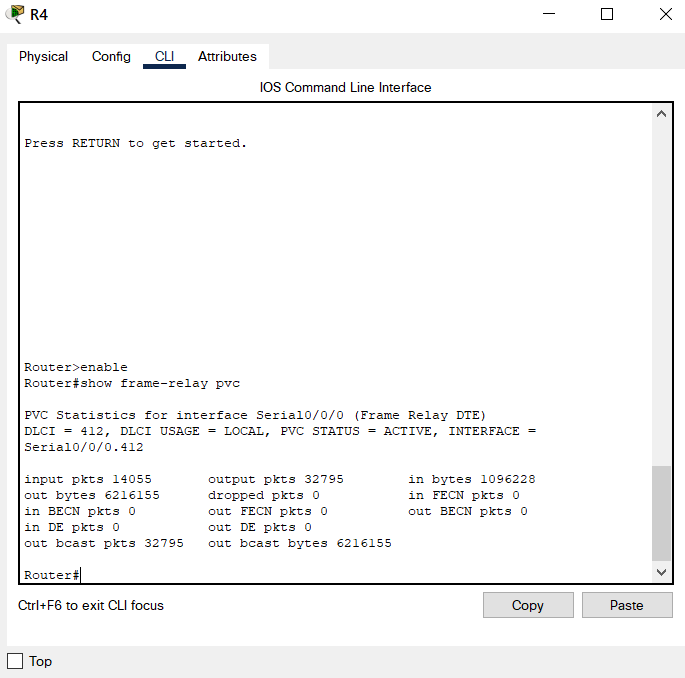 R4
Physical Config CLI Attributes
IOS Command Line Interface
Press RETURN to get started.
Router>enable
Router#show frame-relay pvc
PVC Statistics for interface Serial0/0/0 (Frame Relay DTE)
DLCI = 412, DLCI USAGE = LOCAL, PVC STATUS = ACTIVE, INTERFACE =
Serial0/0/0.412
input pkts 14055 output pkts 32795 in bytes 1096228
out bytes 6216155 dropped pkts 0 in FECN pkts 0
in BECN pkts 0 out FECN pkts 0 out BECN pkts 0
in DE pkts 0 out DE pkts 0
out bcast pkts 32795 out bcast bytes 6216155
Router#
Ctrl+F6 to exit CLI focus Copy Paste
Top